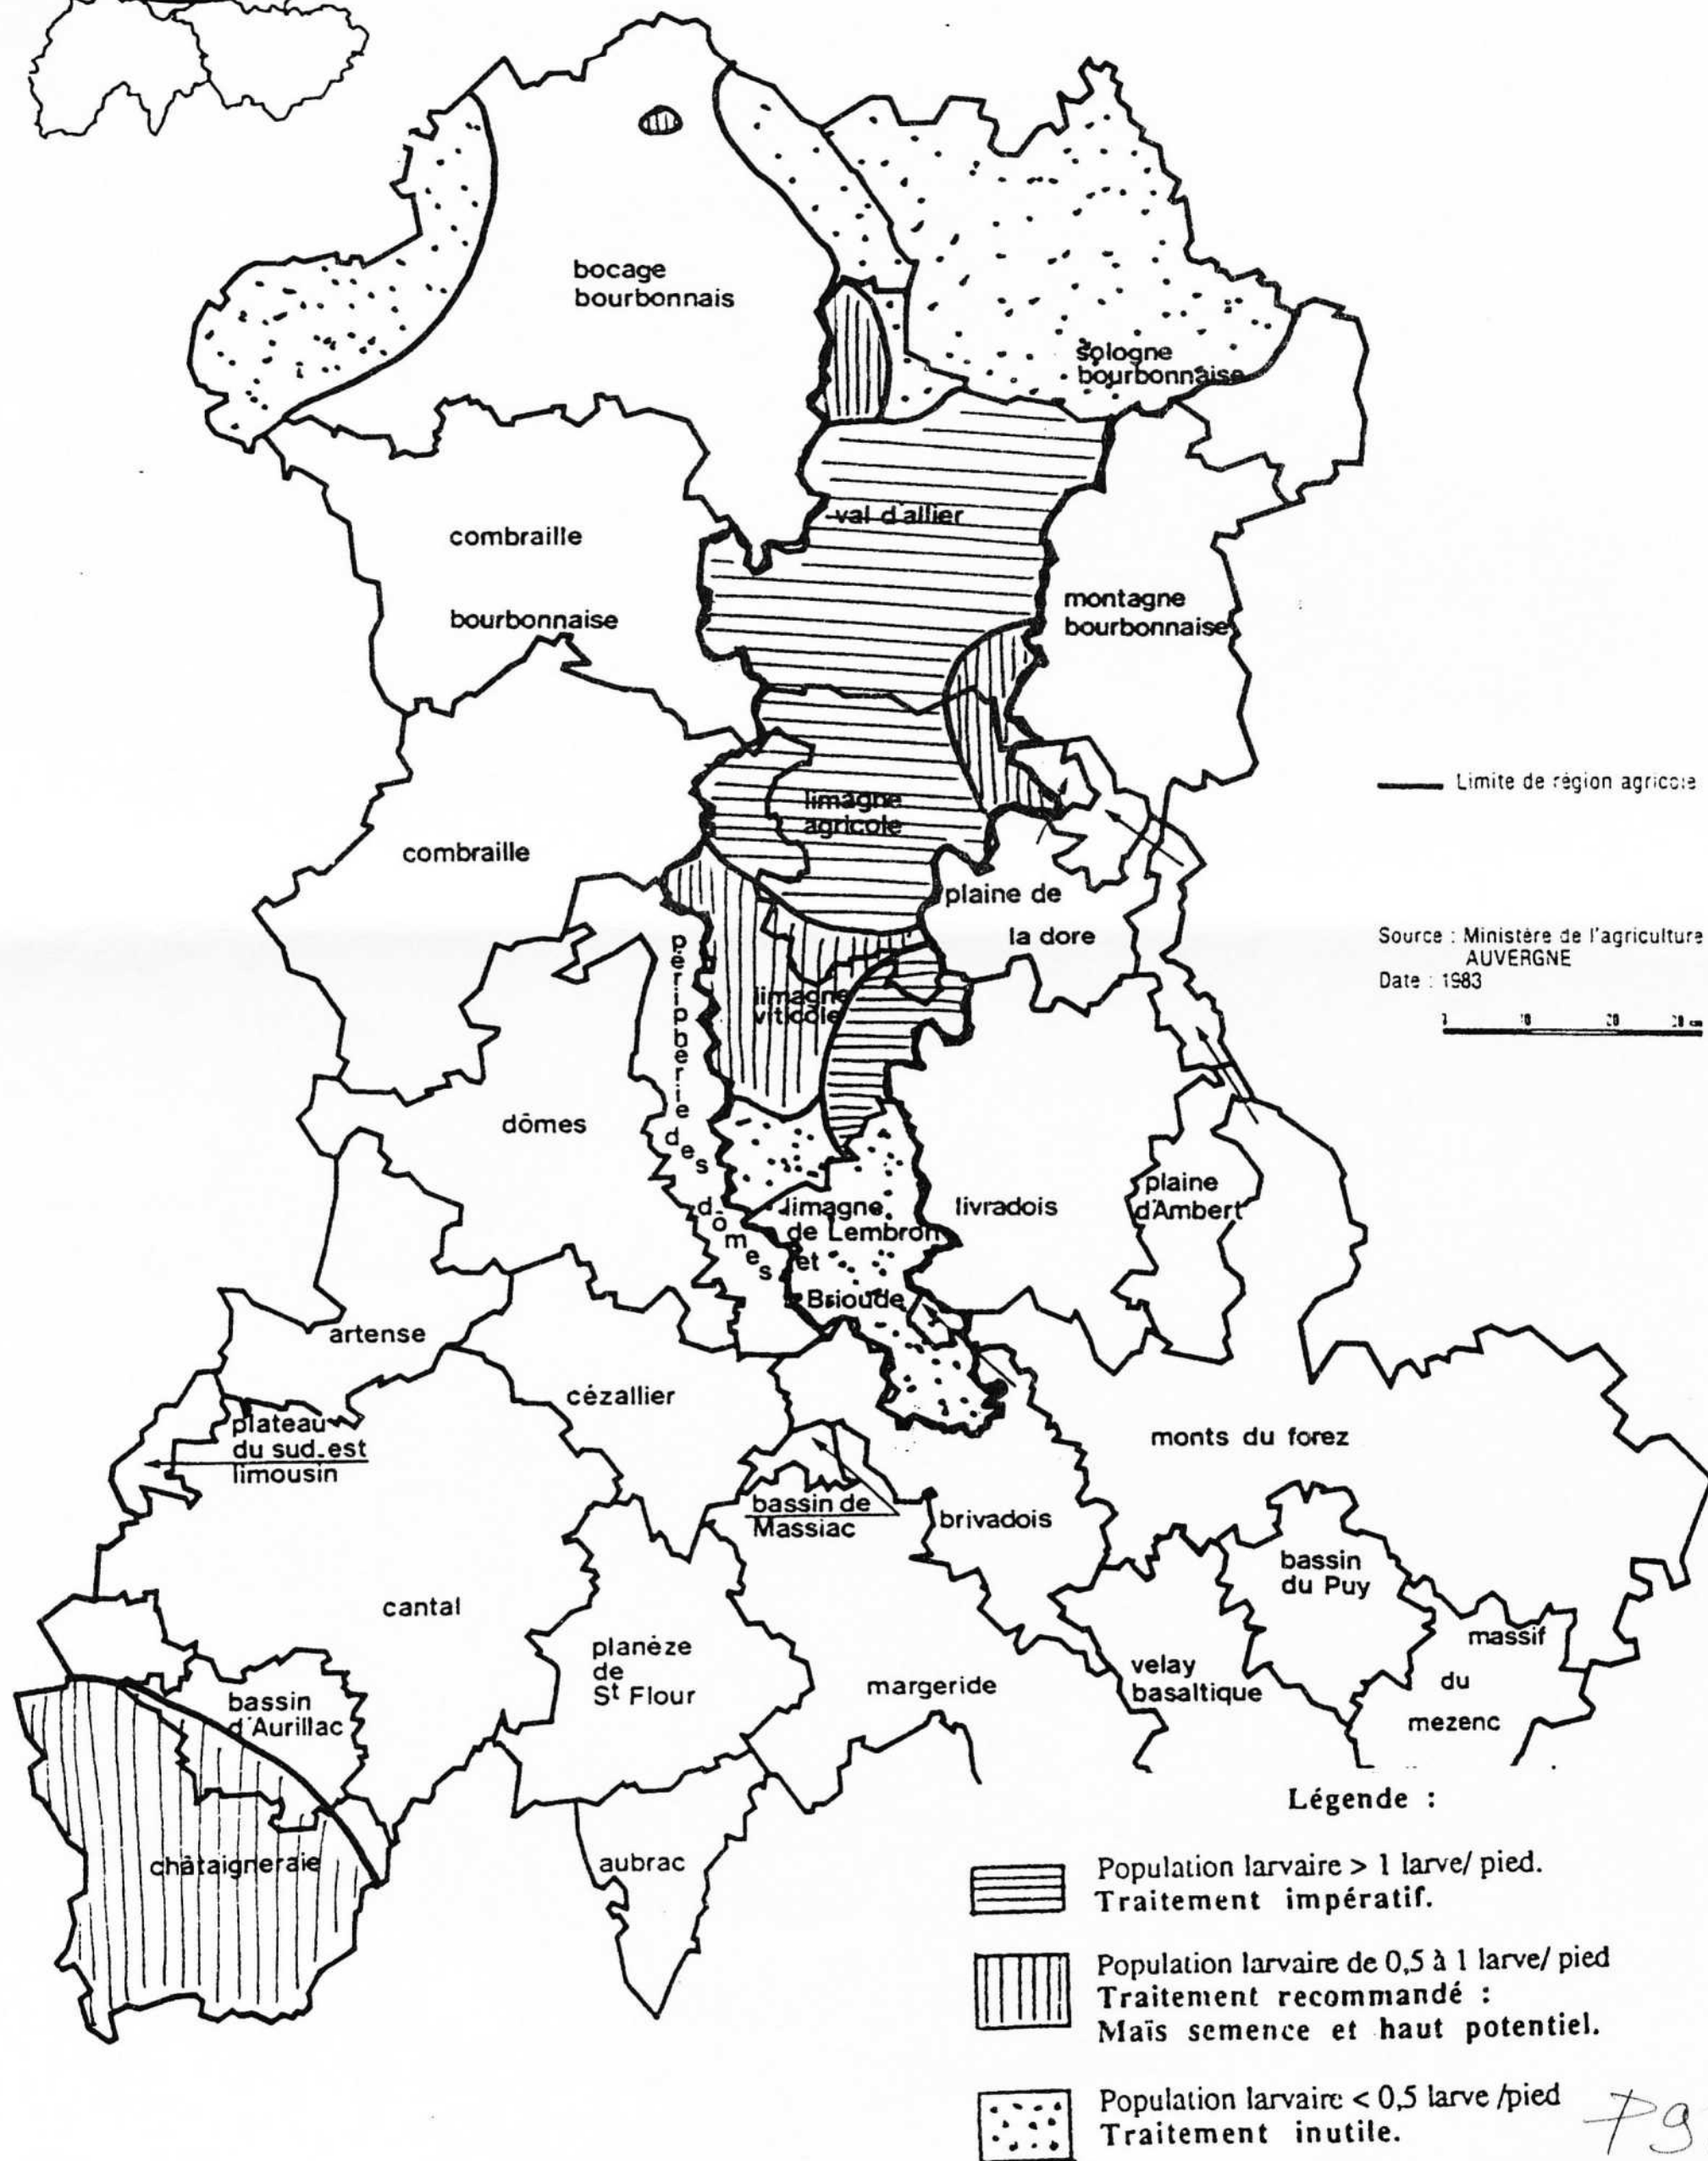 bocage
bourbonnais
sologne
bourbonnaise
val d'allier
combraille
bourbonnaise
montagne
bourbonnaise
Limite de région agricole
limagne
agricole
combraille
plaine de
la dore
Source : Ministère de l'agriculture
AUVERGNE
Date : 1983
10
20
périphérie des dômes
limagne
viticole
dômes
plaine
d'Ambert
livradois
limagne
de Lembron
et
Brioude
artense
cézallier
plateau
du sud-est
limousin
monts du forez
bassin de
Massiac
brivadois
bassin
du Puy
cantal
planèze
de
St Flour
massif
du
mezenc
velay
basaltique
margeride
bassin
d'Aurillac
châtaigneraie
aubrac
Légende :
Population larvaire > 1 larve/ pied.
Traitement impératif.
Population larvaire de 0,5 à 1 larve/ pied
Traitement recommandé :
Maïs semence et haut potentiel.
Population larvaire < 0,5 larve /pied
Traitement inutile.
P9